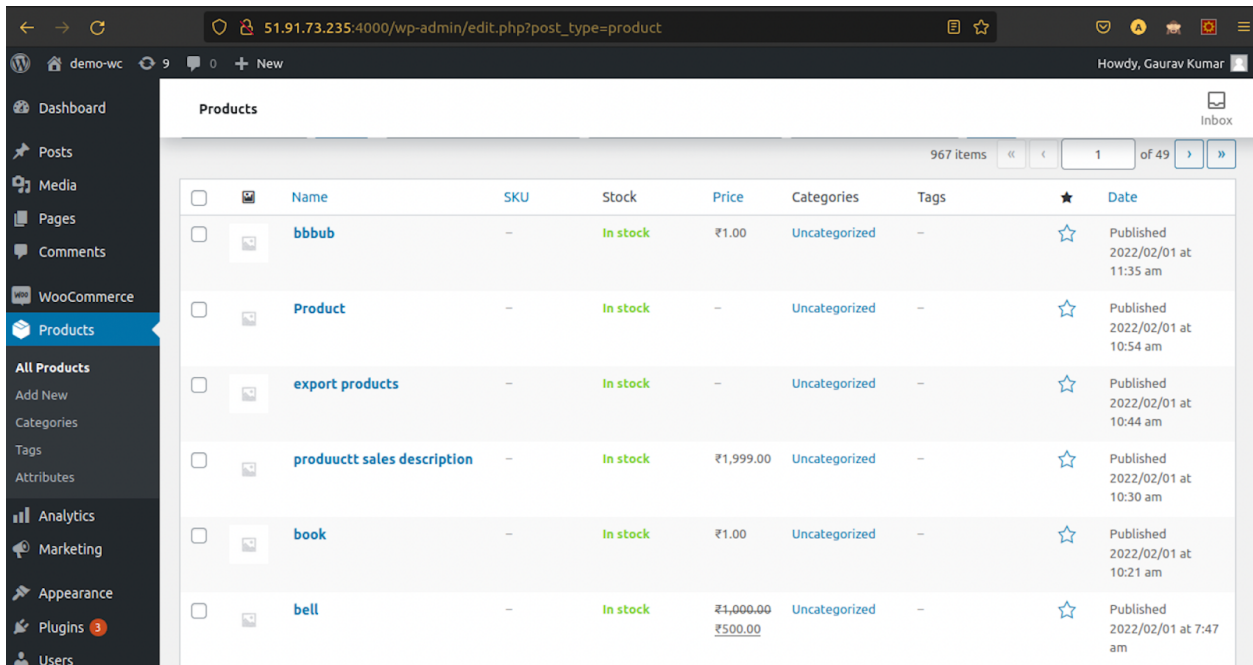 51.91.73.235:4000/wp-admin/edit.php?post_type=product
demo-wc 9 0 + New Howdy, Gaurav Kumar
Dashboard
Posts
Media
Pages
Comments
WooCommerce
Products
All Products
Add New
Categories
Tags
Attributes
Analytics
Marketing
Appearance
Plugins 3
Users
Products
Inbox
967 items « ‹ 1 of 49 › »
Name SKU Stock Price Categories Tags Date
bbbub – In stock ₹1.00 Uncategorized – Published
2022/02/01 at
11:35 am
Product – In stock – Uncategorized – Published
2022/02/01 at
10:54 am
export products – In stock – Uncategorized – Published
2022/02/01 at
10:44 am
produuctt sales description – In stock ₹1,999.00 Uncategorized – Published
2022/02/01 at
10:30 am
book – In stock ₹1.00 Uncategorized – Published
2022/02/01 at
10:21 am
bell – In stock ₹1,000.00 Uncategorized – Published
₹500.00 2022/02/01 at 7:47
am